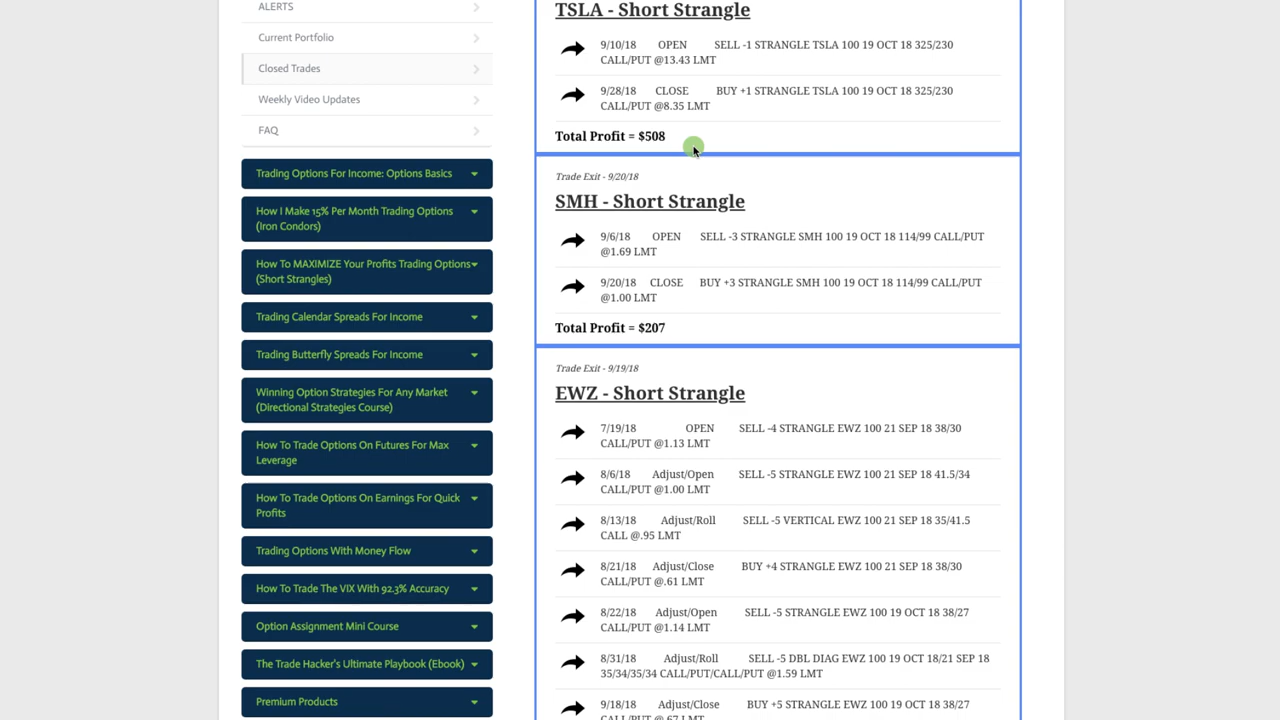 ALERTS
Current Portfolio
Closed Trades
Weekly Video Updates
FAQ
Trading Options For Income: Options Basics
How I Make 15% Per Month Trading Options
(Iron Condors)
How To MAXIMIZE Your Profits Trading Options
(Short Strangles)
Trading Calendar Spreads For Income
Trading Butterfly Spreads For Income
Winning Option Strategies For Any Market
(Directional Strategies Course)
How To Trade Options On Futures For Max
Leverage
How To Trade Options On Earnings For Quick
Profits
Trading Options With Money Flow
How To Trade The VIX With 92.3% Accuracy
Option Assignment Mini Course
The Trade Hacker's Ultimate Playbook (Ebook)
Premium Products
TSLA - Short Strangle
9/10/18 OPEN SELL -1 STRANGLE TSLA 100 19 OCT 18 325/230
CALL/PUT @13.43 LMT
9/28/18 CLOSE BUY +1 STRANGLE TSLA 100 19 OCT 18 325/230
CALL/PUT @8.35 LMT
Total Profit = $508
Trade Exit - 9/20/18
SMH - Short Strangle
9/6/18 OPEN SELL -3 STRANGLE SMH 100 19 OCT 18 114/99 CALL/PUT
@1.69 LMT
9/20/18 CLOSE BUY +3 STRANGLE SMH 100 19 OCT 18 114/99 CALL/PUT
@1.00 LMT
Total Profit = $207
Trade Exit - 9/19/18
EWZ - Short Strangle
7/19/18 OPEN SELL -4 STRANGLE EWZ 100 21 SEP 18 38/30
CALL/PUT @1.13 LMT
8/6/18 Adjust/Open SELL -5 STRANGLE EWZ 100 21 SEP 18 41.5/34
CALL/PUT @1.00 LMT
8/13/18 Adjust/Roll SELL -5 VERTICAL EWZ 100 21 SEP 18 35/41.5
CALL @.95 LMT
8/21/18 Adjust/Close BUY +4 STRANGLE EWZ 100 21 SEP 18 38/30
CALL/PUT @.61 LMT
8/22/18 Adjust/Open SELL -5 STRANGLE EWZ 100 19 OCT 18 38/27
CALL/PUT @1.14 LMT
8/31/18 Adjust/Roll SELL -5 DBL DIAG EWZ 100 19 OCT 18/21 SEP 18
35/34/35/34 CALL/PUT/CALL/PUT @1.59 LMT
9/18/18 Adjust/Close BUY +5 STRANGLE EWZ 100 19 OCT 18 38/27
CALL/PUT @.67 LMT